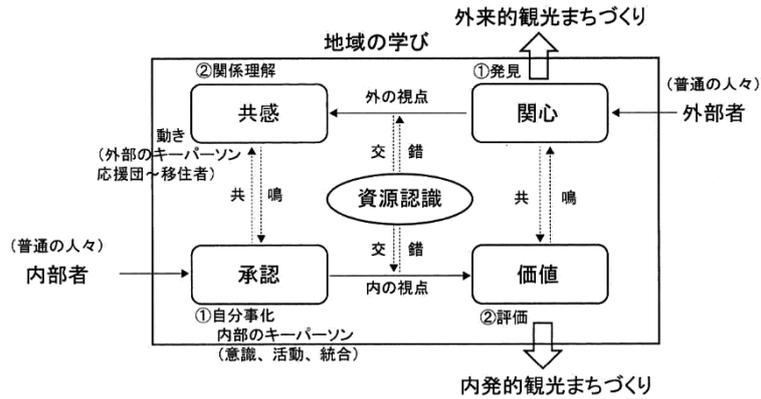 外来的観光まちづくり
地域の学び
②関係理解
①発見
(普通の人々)
共感
外の視点
関心
外部者
動き
(外部のキーパーソン
応援団～移住者)
交 錯
共 鳴
資源認識
共 鳴
(普通の人々)
内部者
交 錯
承認
内の視点
価値
①自分事化
②評価
内部のキーパーソン
(意識、活動、統合)
内発的観光まちづくり